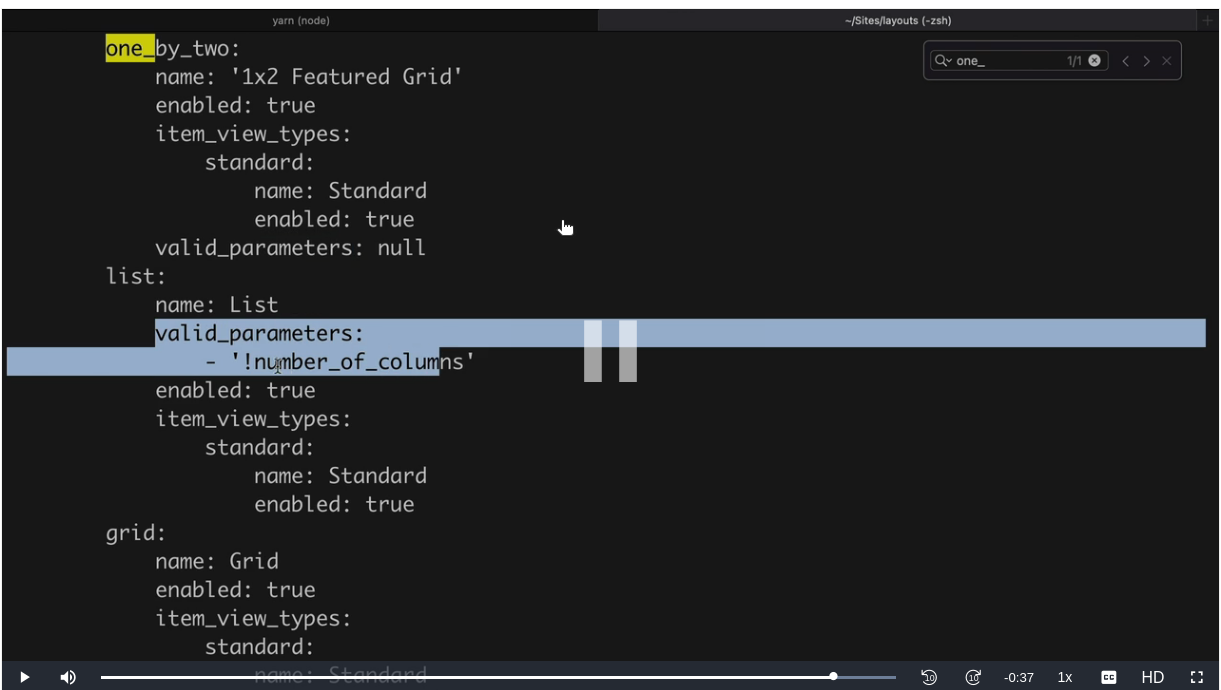 yarn (node)
~/Sites/layouts (-zsh)
one_
1/1
one_by_two:
name: '1x2 Featured Grid'
enabled: true
item_view_types:
standard:
name: Standard
enabled: true
valid_parameters: null
list:
name: List
valid_parameters:
- '!number_of_columns'
enabled: true
item_view_types:
standard:
name: Standard
enabled: true
grid:
name: Grid
enabled: true
item_view_types:
standard:
name: Standard
10
10
-0:37
1x
CC
HD